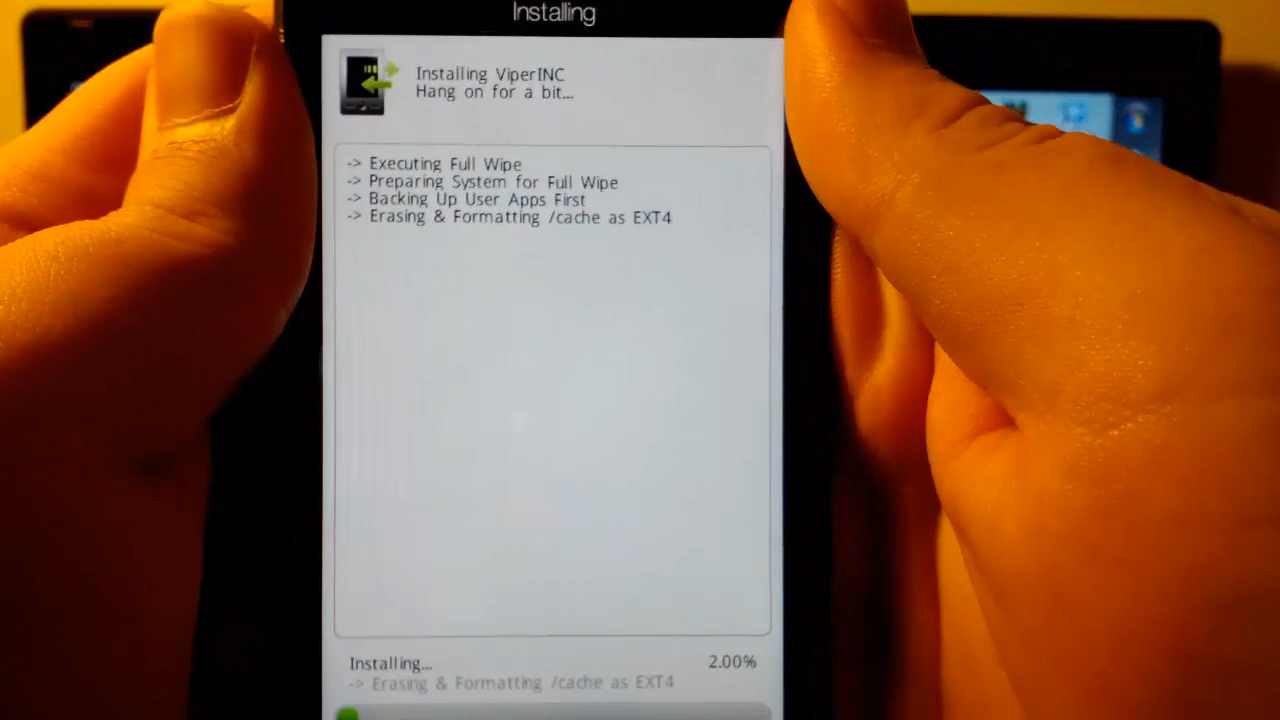 Installing
Installing ViperINC
Hang on for a bit...
-> Executing Full Wipe
-> Preparing System for Full Wipe
-> Backing Up User Apps First
-> Erasing & Formatting /cache as EXT4
Installing... 2.00%
-> Erasing & Formatting /cache as EXT4